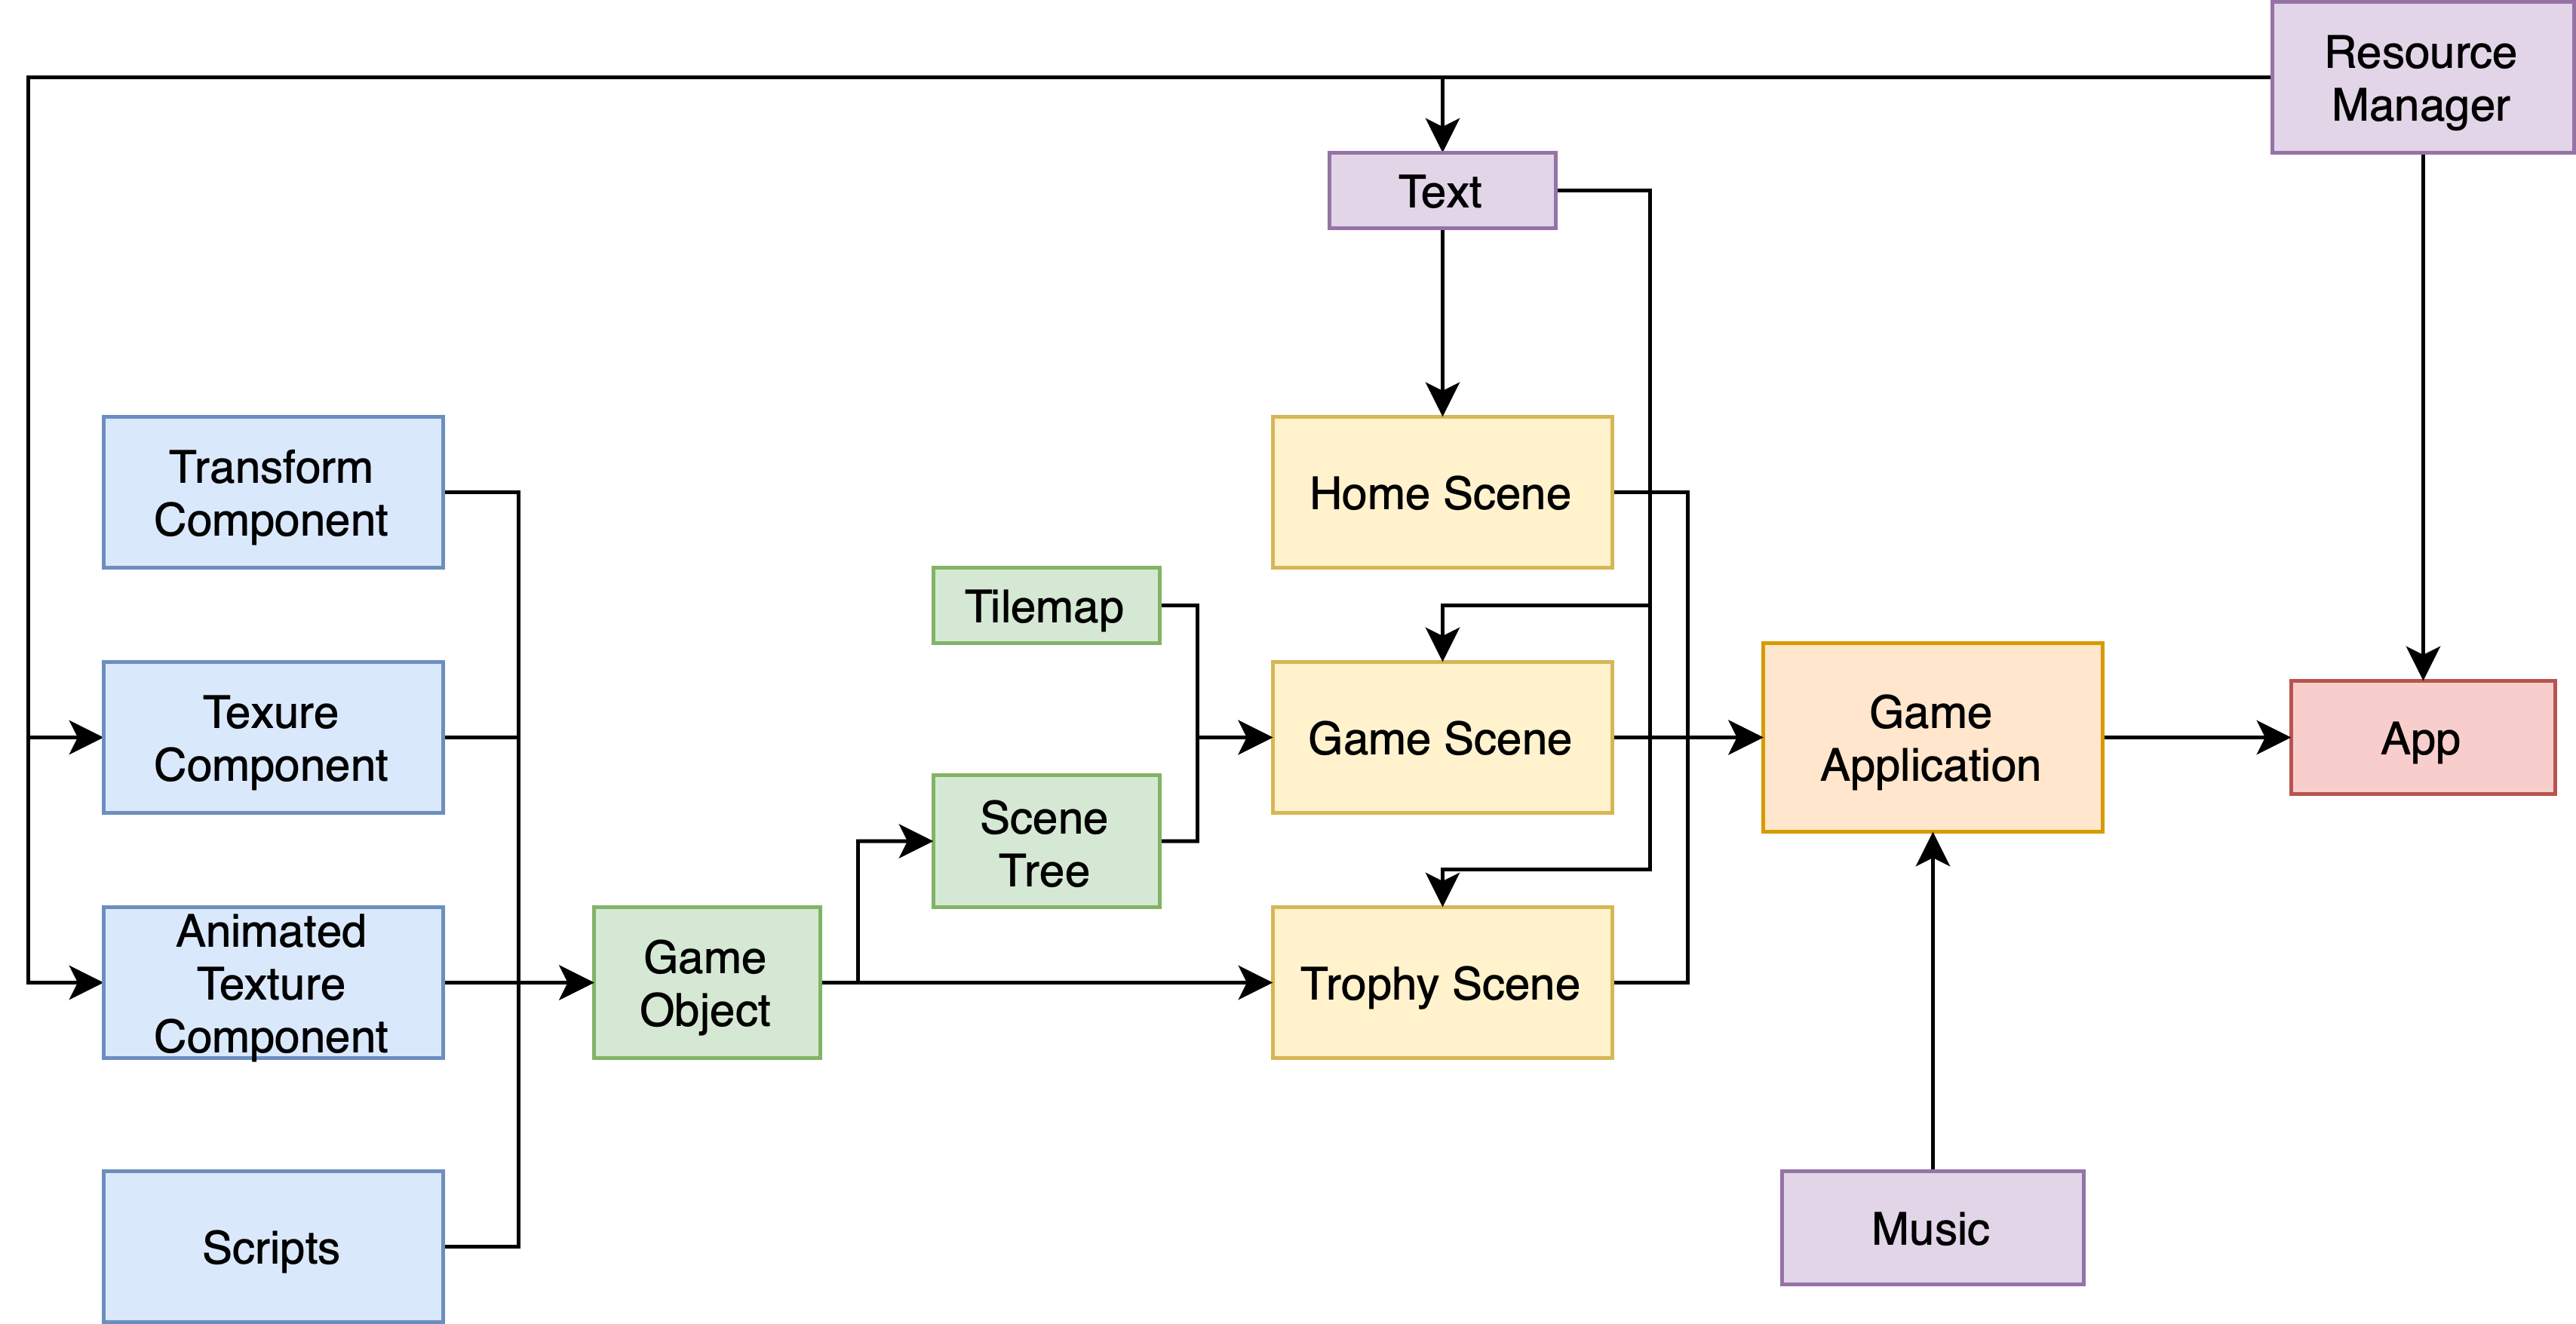 Resource
Manager
Text
Transform
Component
Home Scene
Tilemap
Texure
Component
Game Scene
Game
Application
App
Scene
Tree
Animated
Texture
Component
Game
Object
Trophy Scene
Scripts
Music